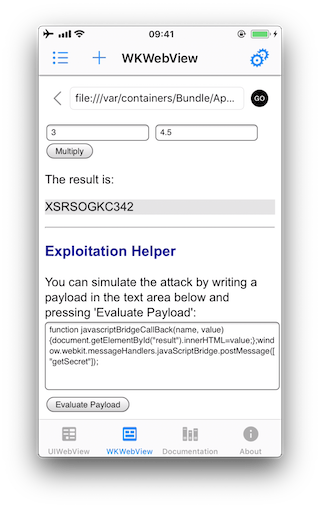 09:41
WKWebView
file:///var/containers/Bundle/Ap...
GO
3
4.5
Multiply
The result is:
XSRSOGKC342
Exploitation Helper
You can simulate the attack by writing a
payload in the text area below and
pressing 'Evaluate Payload':
function javascriptBridgeCallBack(name, value)
{document.getElementById("result").innerHTML=value;};wind
ow.webkit.messageHandlers.javaScriptBridge.postMessage([
"getSecret"]);
Evaluate Payload
UIWebView
WKWebView
Documentation
About